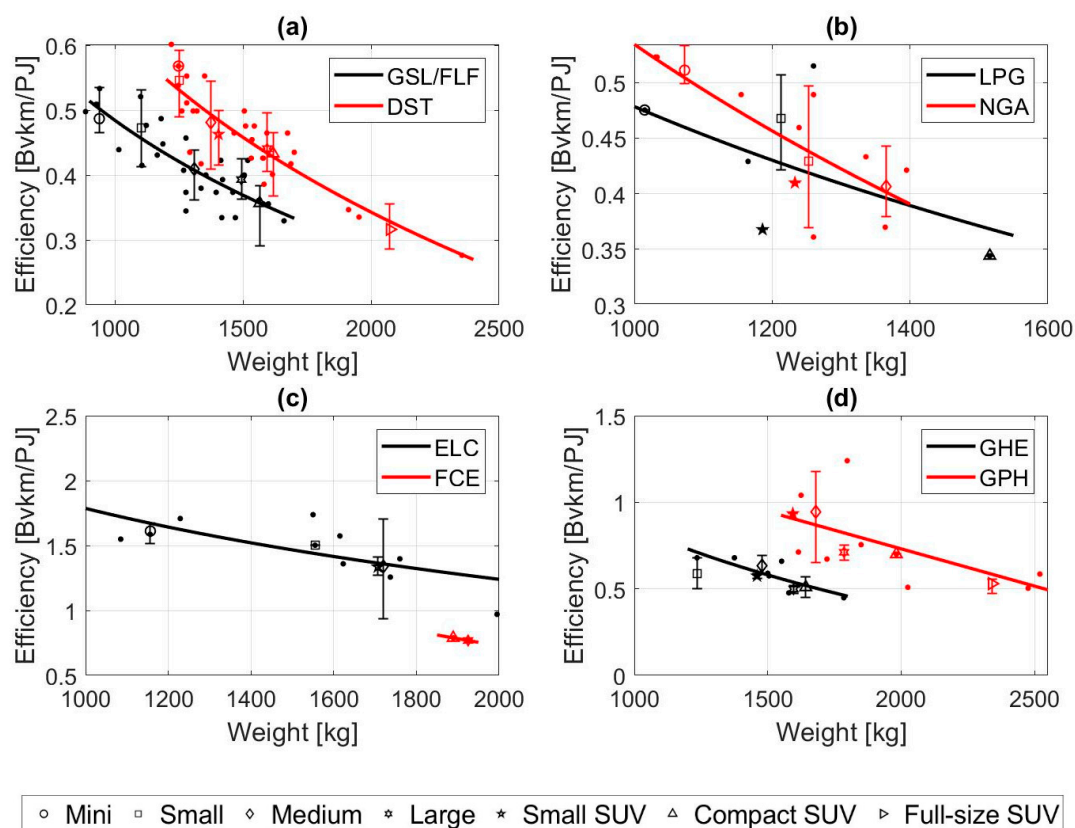 (a)
0.6
0.5
0.4
0.3
0.2
Efficiency [Bvkm/PJ]
GSL/FLF
DST
1000 1500 2000 2500
Weight [kg]
(b)
0.5
0.45
0.4
0.35
0.3
Efficiency [Bvkm/PJ]
LPG
NGA
1000 1200 1400 1600
Weight [kg]
(c)
2.5
2
1.5
1
0.5
Efficiency [Bvkm/PJ]
ELC
FCE
1000 1200 1400 1600 1800 2000
Weight [kg]
(d)
1.5
1
0.5
0
Efficiency [Bvkm/PJ]
GHE
GPH
1000 1500 2000 2500
Weight [kg]
Mini Small Medium Large Small SUV Compact SUV Full-size SUV